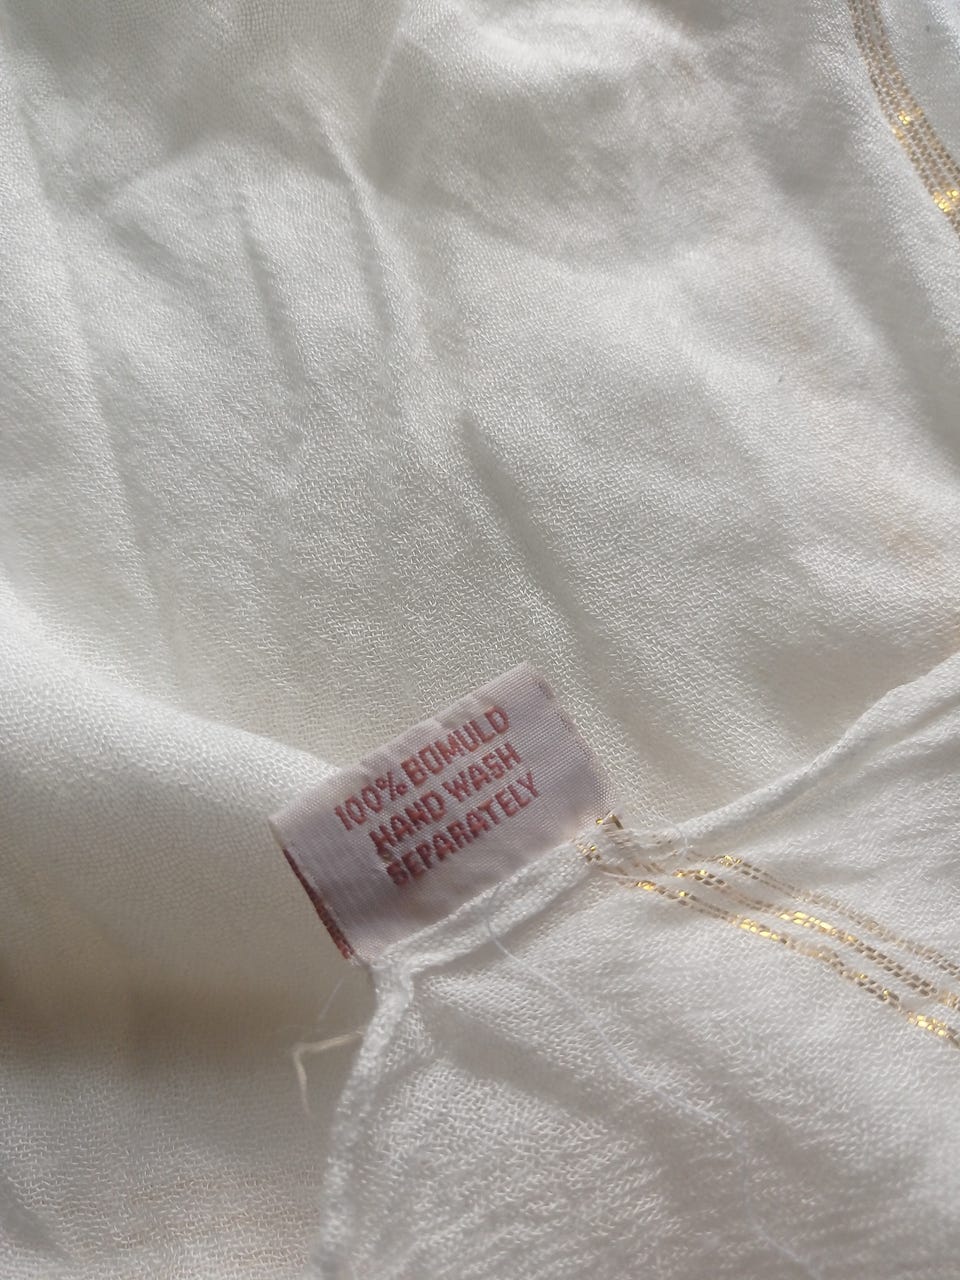 100% BOMULD
HAND WASH
SEPARATELY